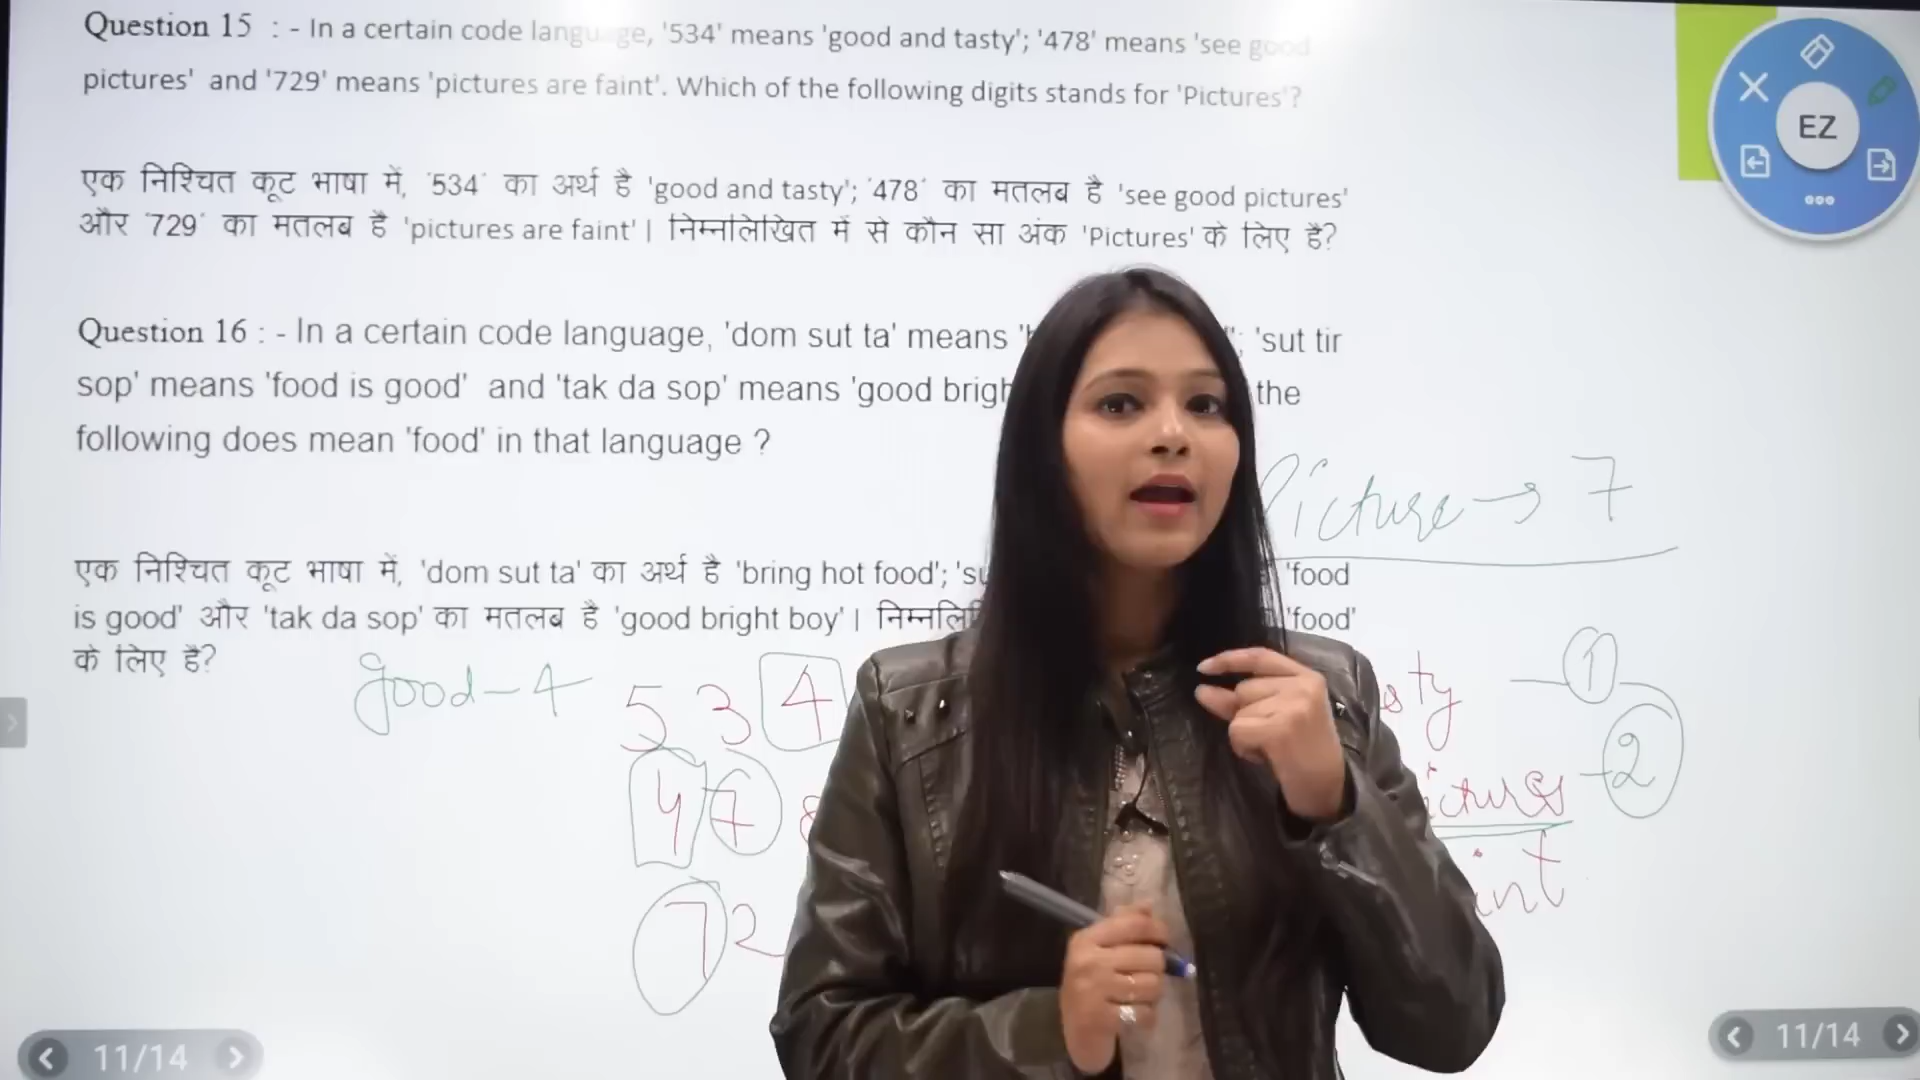 Question 15 : - In a certain code language, '534' means 'good and tasty'; '478' means 'see good
pictures' and '729' means 'pictures are faint'. Which of the following digits stands for 'Pictures'?
एक निश्चित कूट भाषा में, '534' का अर्थ है 'good and tasty'; '478' का मतलब है 'see good pictures'
और '729' का मतलब है 'pictures are faint'। निम्नलिखित में से कौन सा अंक 'Pictures' के लिए है?
Question 16 : - In a certain code language, 'dom sut ta' means ; 'sut tir
sop' means 'food is good' and 'tak da sop' means 'good the
following does mean 'food' in that language ?
Picture → 7
एक निश्चित कूट भाषा में, 'dom sut ta' का अर्थ है 'bring hot food'; 'food
is good' और 'tak da sop' का मतलब है 'good bright boy'। 'food'
के लिए है?
good - 4
5 3 4 1
4 7 2
7 2
EZ
11/14
11/14